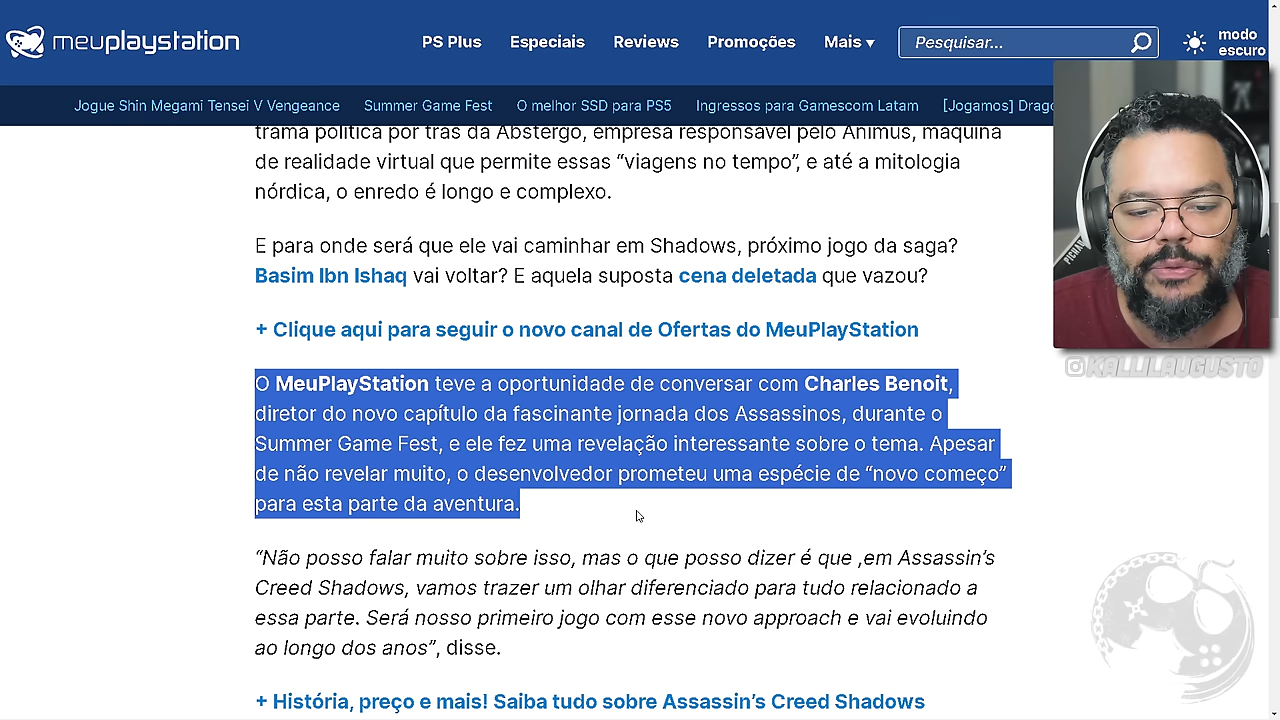 meuplaystation
PS Plus
Especiais
Reviews
Promoções
Mais ▾
Pesquisar...
modo
escuro
Jogue Shin Megami Tensei V Vengeance
Summer Game Fest
O melhor SSD para PS5
Ingressos para Gamescom Latam
[Jogamos] Drago
trama política por trás da Abstergo, empresa responsável pelo Animus, máquina
de realidade virtual que permite essas “viagens no tempo”, e até a mitologia
nórdica, o enredo é longo e complexo.
E para onde será que ele vai caminhar em Shadows, próximo jogo da saga?
Basim Ibn Ishaq vai voltar? E aquela suposta cena deletada que vazou?
+ Clique aqui para seguir o novo canal de Ofertas do MeuPlayStation
O MeuPlayStation teve a oportunidade de conversar com Charles Benoit,
diretor do novo capítulo da fascinante jornada dos Assassinos, durante o
Summer Game Fest, e ele fez uma revelação interessante sobre o tema. Apesar
de não revelar muito, o desenvolvedor prometeu uma espécie de “novo começo”
para esta parte da aventura.
“Não posso falar muito sobre isso, mas o que posso dizer é que ,em Assassin’s
Creed Shadows, vamos trazer um olhar diferenciado para tudo relacionado a
essa parte. Será nosso primeiro jogo com esse novo approach e vai evoluindo
ao longo dos anos”, disse.
+ História, preço e mais! Saiba tudo sobre Assassin’s Creed Shadows
PICHAU
KALLILAUGUSTO